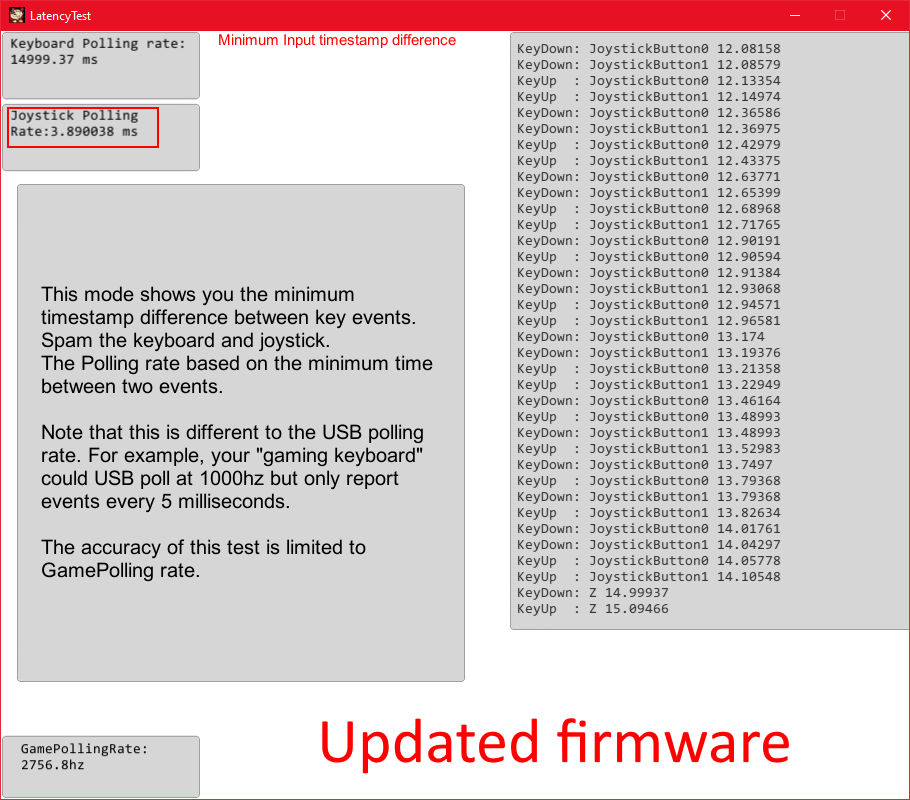 LatencyTest
Keyboard Polling rate:
14999.37 ms
Minimum Input timestamp difference
Joystick Polling
Rate:3.890038 ms
This mode shows you the minimum
timestamp difference between key events.
Spam the keyboard and joystick.
The Polling rate based on the minimum time
between two events.
Note that this is different to the USB polling
rate. For example, your "gaming keyboard"
could USB poll at 1000hz but only report
events every 5 milliseconds.
The accuracy of this test is limited to
GamePolling rate.
KeyDown: JoystickButton0 12.08158
KeyDown: JoystickButton1 12.08579
KeyUp  : JoystickButton0 12.13354
KeyUp  : JoystickButton1 12.14974
KeyDown: JoystickButton0 12.36586
KeyDown: JoystickButton1 12.36975
KeyUp  : JoystickButton0 12.42979
KeyUp  : JoystickButton1 12.43375
KeyDown: JoystickButton0 12.63771
KeyDown: JoystickButton1 12.65399
KeyUp  : JoystickButton0 12.68968
KeyUp  : JoystickButton1 12.71765
KeyDown: JoystickButton0 12.90191
KeyUp  : JoystickButton0 12.90594
KeyDown: JoystickButton0 12.91384
KeyDown: JoystickButton1 12.93068
KeyUp  : JoystickButton0 12.94571
KeyUp  : JoystickButton1 12.96581
KeyDown: JoystickButton0 13.174
KeyDown: JoystickButton1 13.19376
KeyUp  : JoystickButton0 13.21358
KeyUp  : JoystickButton1 13.22949
KeyDown: JoystickButton0 13.46164
KeyUp  : JoystickButton0 13.48993
KeyDown: JoystickButton1 13.48993
KeyUp  : JoystickButton1 13.52983
KeyDown: JoystickButton0 13.7497
KeyUp  : JoystickButton0 13.79368
KeyDown: JoystickButton1 13.79368
KeyUp  : JoystickButton1 13.82634
KeyDown: JoystickButton0 14.01761
KeyDown: JoystickButton1 14.04297
KeyUp  : JoystickButton0 14.05778
KeyUp  : JoystickButton1 14.10548
KeyDown: Z 14.99937
KeyUp  : Z 15.09466
Updated firmware
GamePollingRate:
2756.8hz